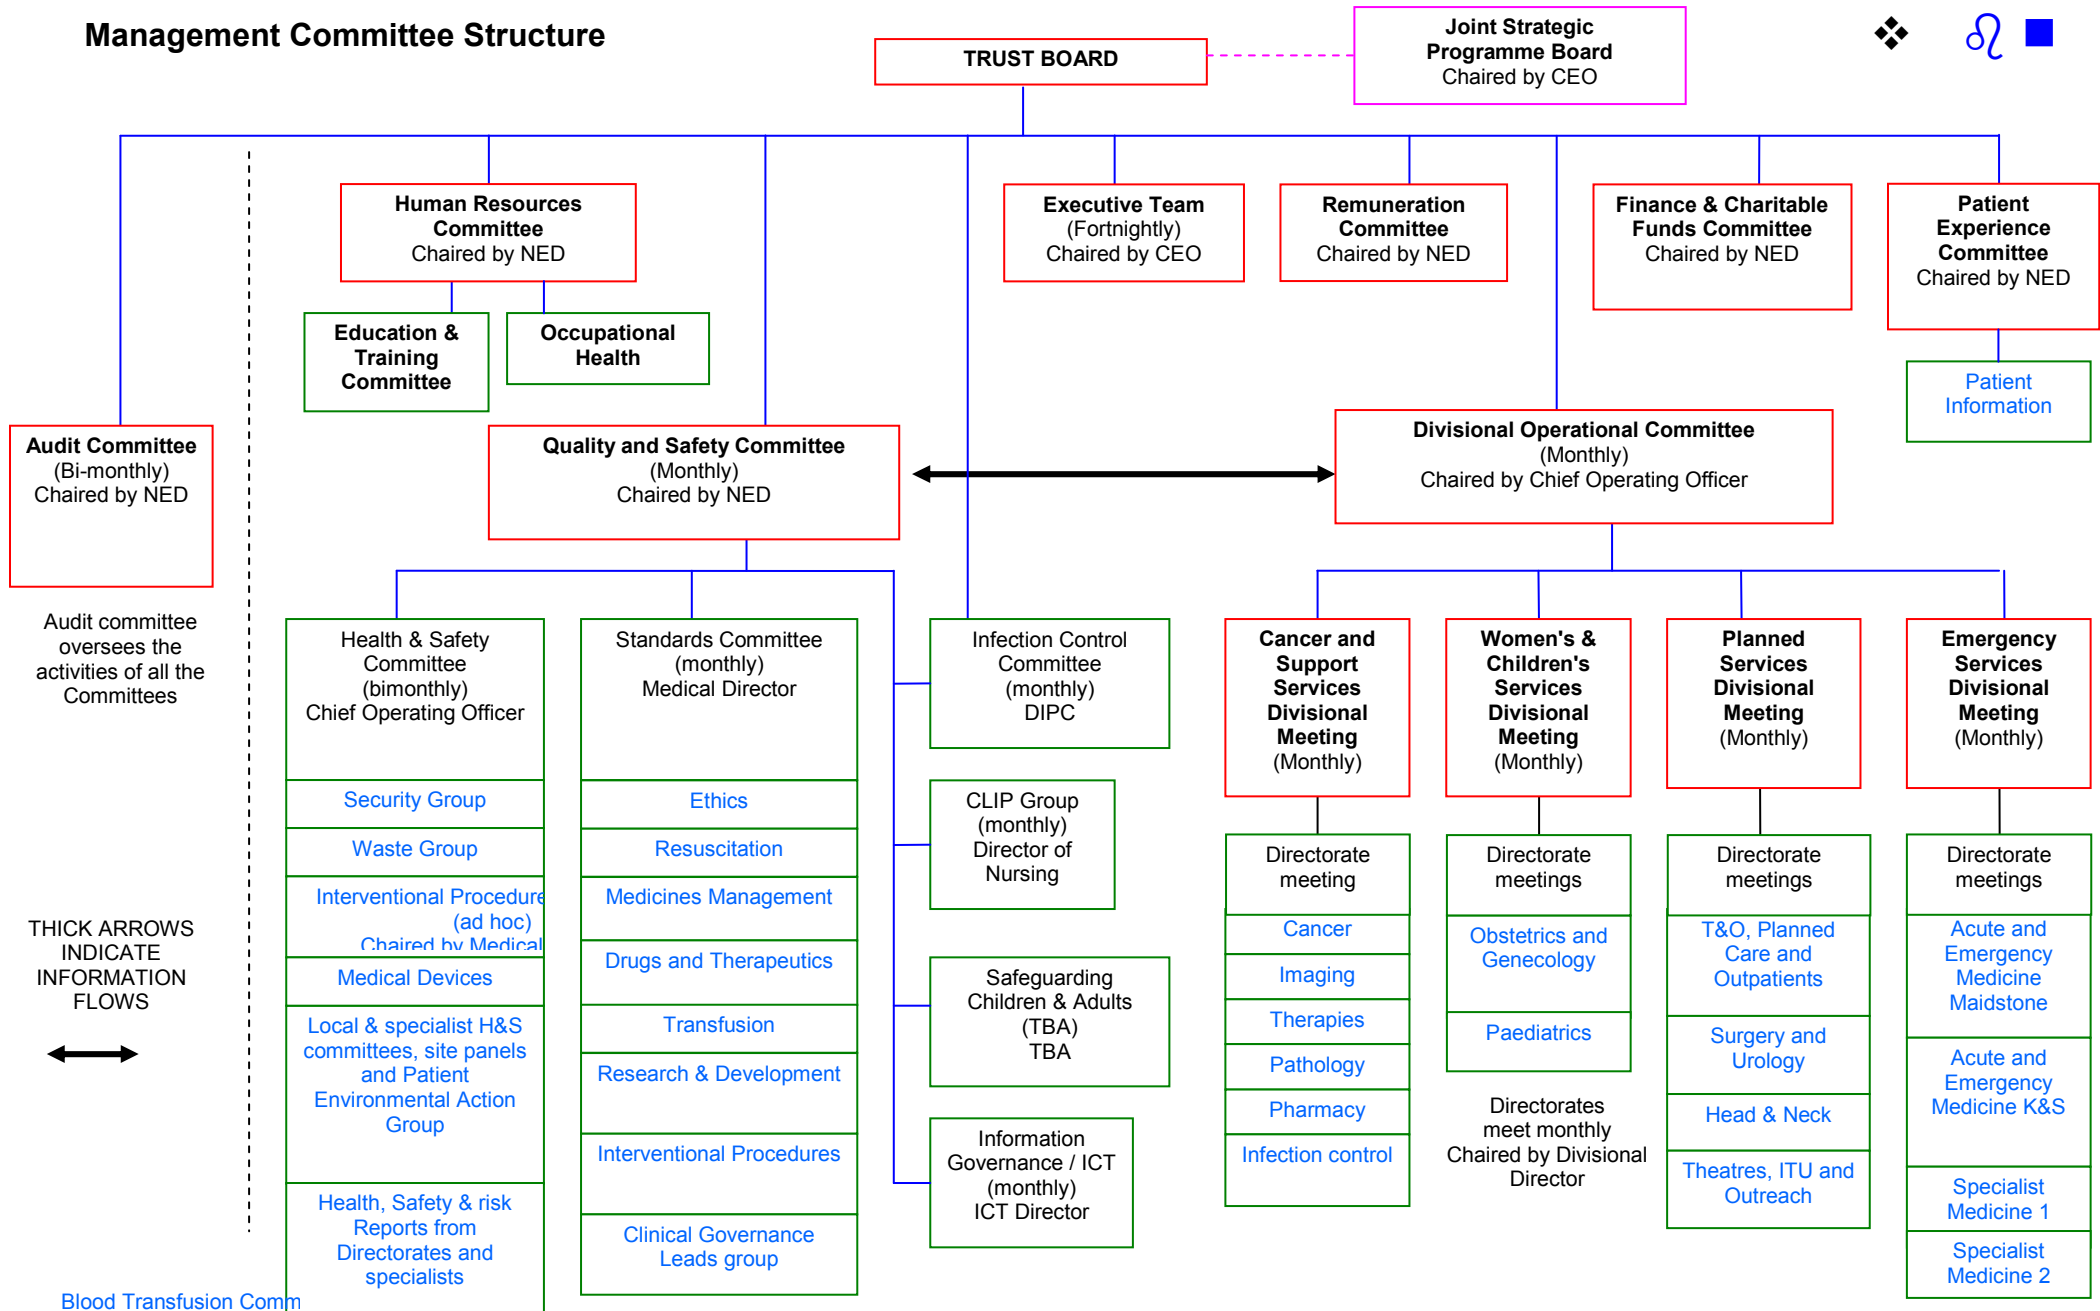 Management Committee Structure
TRUST BOARD
Joint Strategic
Programme Board
Chaired by CEO
Human Resources
Committee
Chaired by NED
Executive Team
(Fortnightly)
Chaired by CEO
Remuneration
Committee
Chaired by NED
Finance & Charitable
Funds Committee
Chaired by NED
Patient
Experience
Committee
Chaired by NED
Education &
Training
Committee
Occupational
Health
Patient
Information
Audit Committee
(Bi-monthly)
Chaired by NED
Quality and Safety Committee
(Monthly)
Chaired by NED
Divisional Operational Committee
(Monthly)
Chaired by Chief Operating Officer
Audit committee
oversees the
activities of all the
Committees
THICK ARROWS
INDICATE
INFORMATION
FLOWS
Health & Safety
Committee
(bimonthly)
Chief Operating Officer
Security Group
Waste Group
Interventional Procedure
(ad hoc)
Chaired by Medical
Medical Devices
Local & specialist H&S
committees, site panels
and Patient
Environmental Action
Group
Health, Safety & risk
Reports from
Directorates and
specialists
Blood Transfusion Comm
Standards Committee
(monthly)
Medical Director
Ethics
Resuscitation
Medicines Management
Drugs and Therapeutics
Transfusion
Research & Development
Interventional Procedures
Clinical Governance
Leads group
Infection Control
Committee
(monthly)
DIPC
CLIP Group
(monthly)
Director of
Nursing
Safeguarding
Children & Adults
(TBA)
TBA
Information
Governance / ICT
(monthly)
ICT Director
Cancer and
Support
Services
Divisional
Meeting
(Monthly)
Directorate
meeting
Cancer
Imaging
Therapies
Pathology
Pharmacy
Infection control
Women's &
Children's
Services
Divisional
Meeting
(Monthly)
Directorate
meetings
Obstetrics and
Genecology
Paediatrics
Directorates
meet monthly
Chaired by Divisional
Director
Planned
Services
Divisional
Meeting
(Monthly)
Directorate
meetings
T&O, Planned
Care and
Outpatients
Surgery and
Urology
Head & Neck
Theatres, ITU and
Outreach
Emergency
Services
Divisional
Meeting
(Monthly)
Directorate
meetings
Acute and
Emergency
Medicine
Maidstone
Acute and
Emergency
Medicine K&S
Specialist
Medicine 1
Specialist
Medicine 2